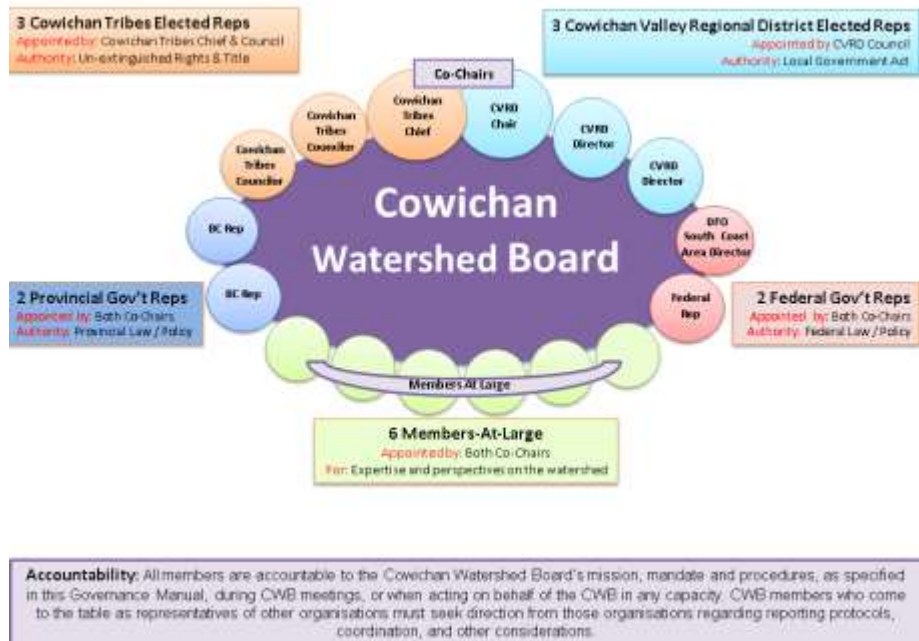 3 Cowichan Tribes Elected Reps
Appointed by: Cowichan Tribes Chief & Council
Authority: Un-extinguished Rights & Title
3 Cowichan Valley Regional District Elected Reps
Appointed by CVRD Council
Authority: Local Government Act
Co-Chairs
Cowichan
Tribes
Councilor
Cowichan
Tribes
Councilor
Cowichan
Tribes
Chief
CVRD
Chair
CVRD
Director
CVRD
Director
BC Rep
BC Rep
DFO
South Coast
Area Director
Federal
Rep
Cowichan
Watershed Board
2 Provincial Gov't Reps
Appointed by: Both Co-Chairs
Authority: Provincial Law / Policy
2 Federal Gov't Reps
Appointed by: Both Co-Chairs
Authority: Federal Law / Policy
Members At Large
6 Members-At-Large
Appointed by: Both Co-Chairs
For: Expertise and perspectives on the watershed
Accountability: All members are accountable to the Cowichan Watershed Board's mission, mandate and procedures, as specified
in this Governance Manual, during CWB meetings, or when acting on behalf of the CWB in any capacity. CWB members who
come to the table as representatives of other organisations must seek direction from those organisations regarding reporting protocols,
coordination, and other considerations.